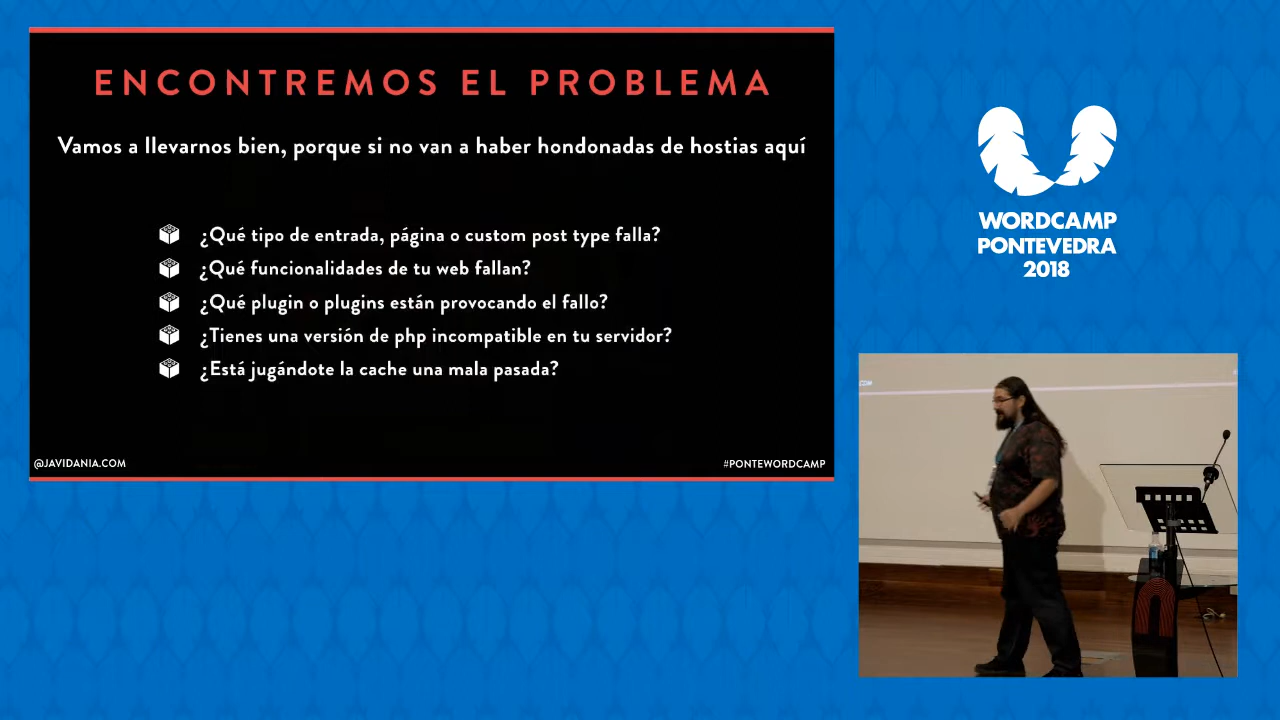 ENCONTREMOS EL PROBLEMA
Vamos a llevarnos bien, porque si no van a haber hondonadas de hostias aquí
¿Qué tipo de entrada, página o custom post type falla?
¿Qué funcionalidades de tu web fallan?
¿Qué plugin o plugins están provocando el fallo?
¿Tienes una versión de php incompatible en tu servidor?
¿Está jugándote la cache una mala pasada?
@JAVIDANIA.COM
#PONTEWORDCAMP
WORDCAMP
PONTEVEDRA
2018